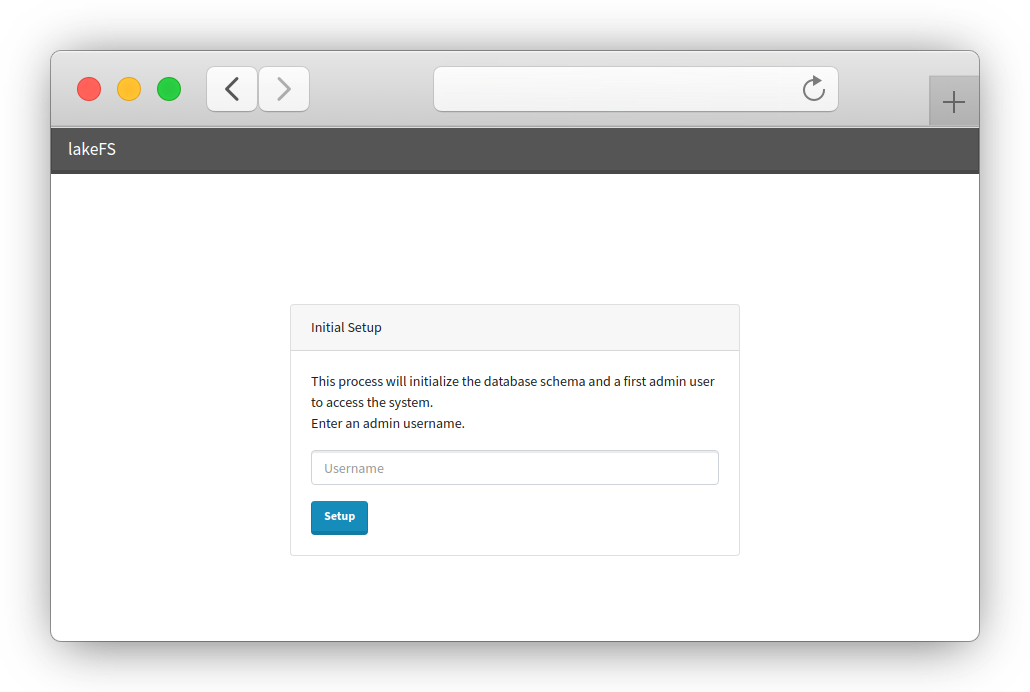 lakeFS
Initial Setup
This process will initialize the database schema and a first admin user
to access the system.
Enter an admin username.
Username
Setup